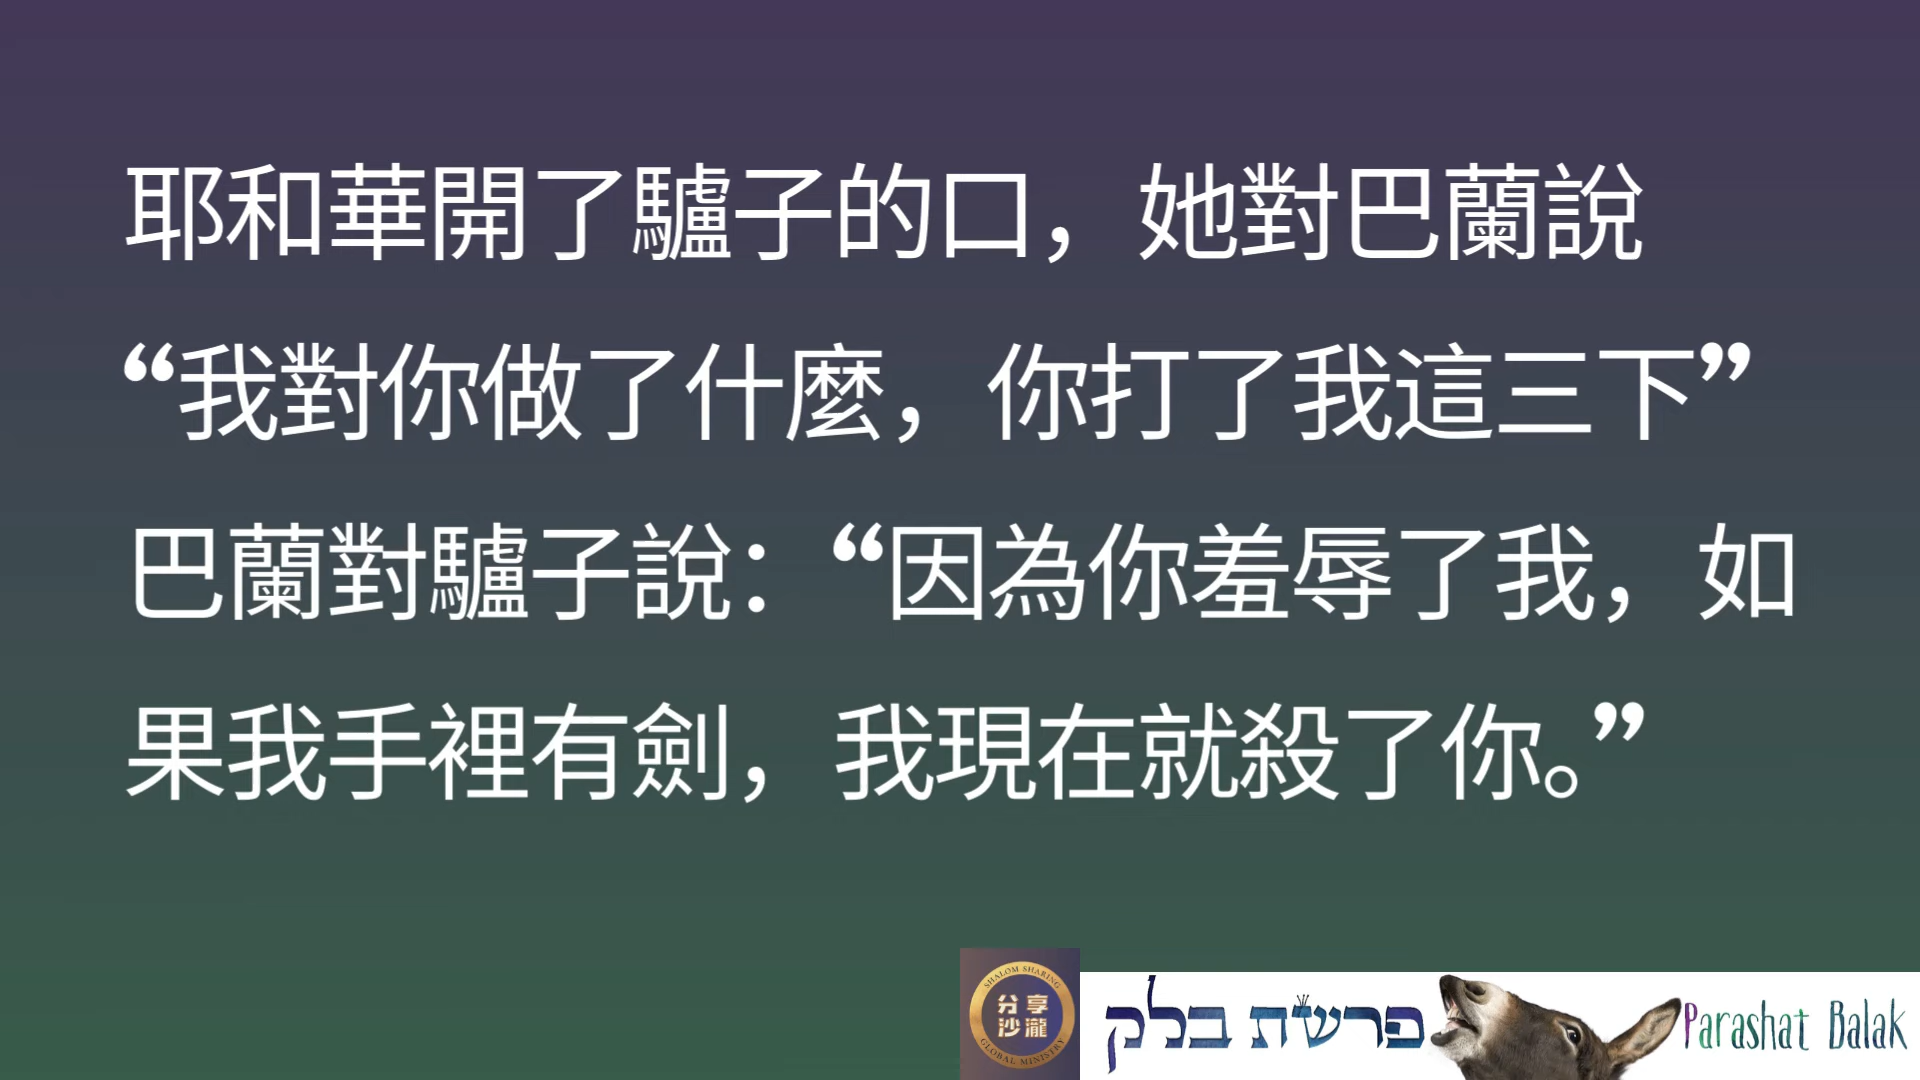 耶和華開了驢子的口，她對巴蘭說
“我對你做了什麼，你打了我這三下”
巴蘭對驢子說：“因為你羞辱了我，如
果我手裡有劍，我現在就殺了你。”
SHALOM SHARING
分享
沙瀧
GLOBAL MINISTRY
פרשת בלק
Parashat Balak